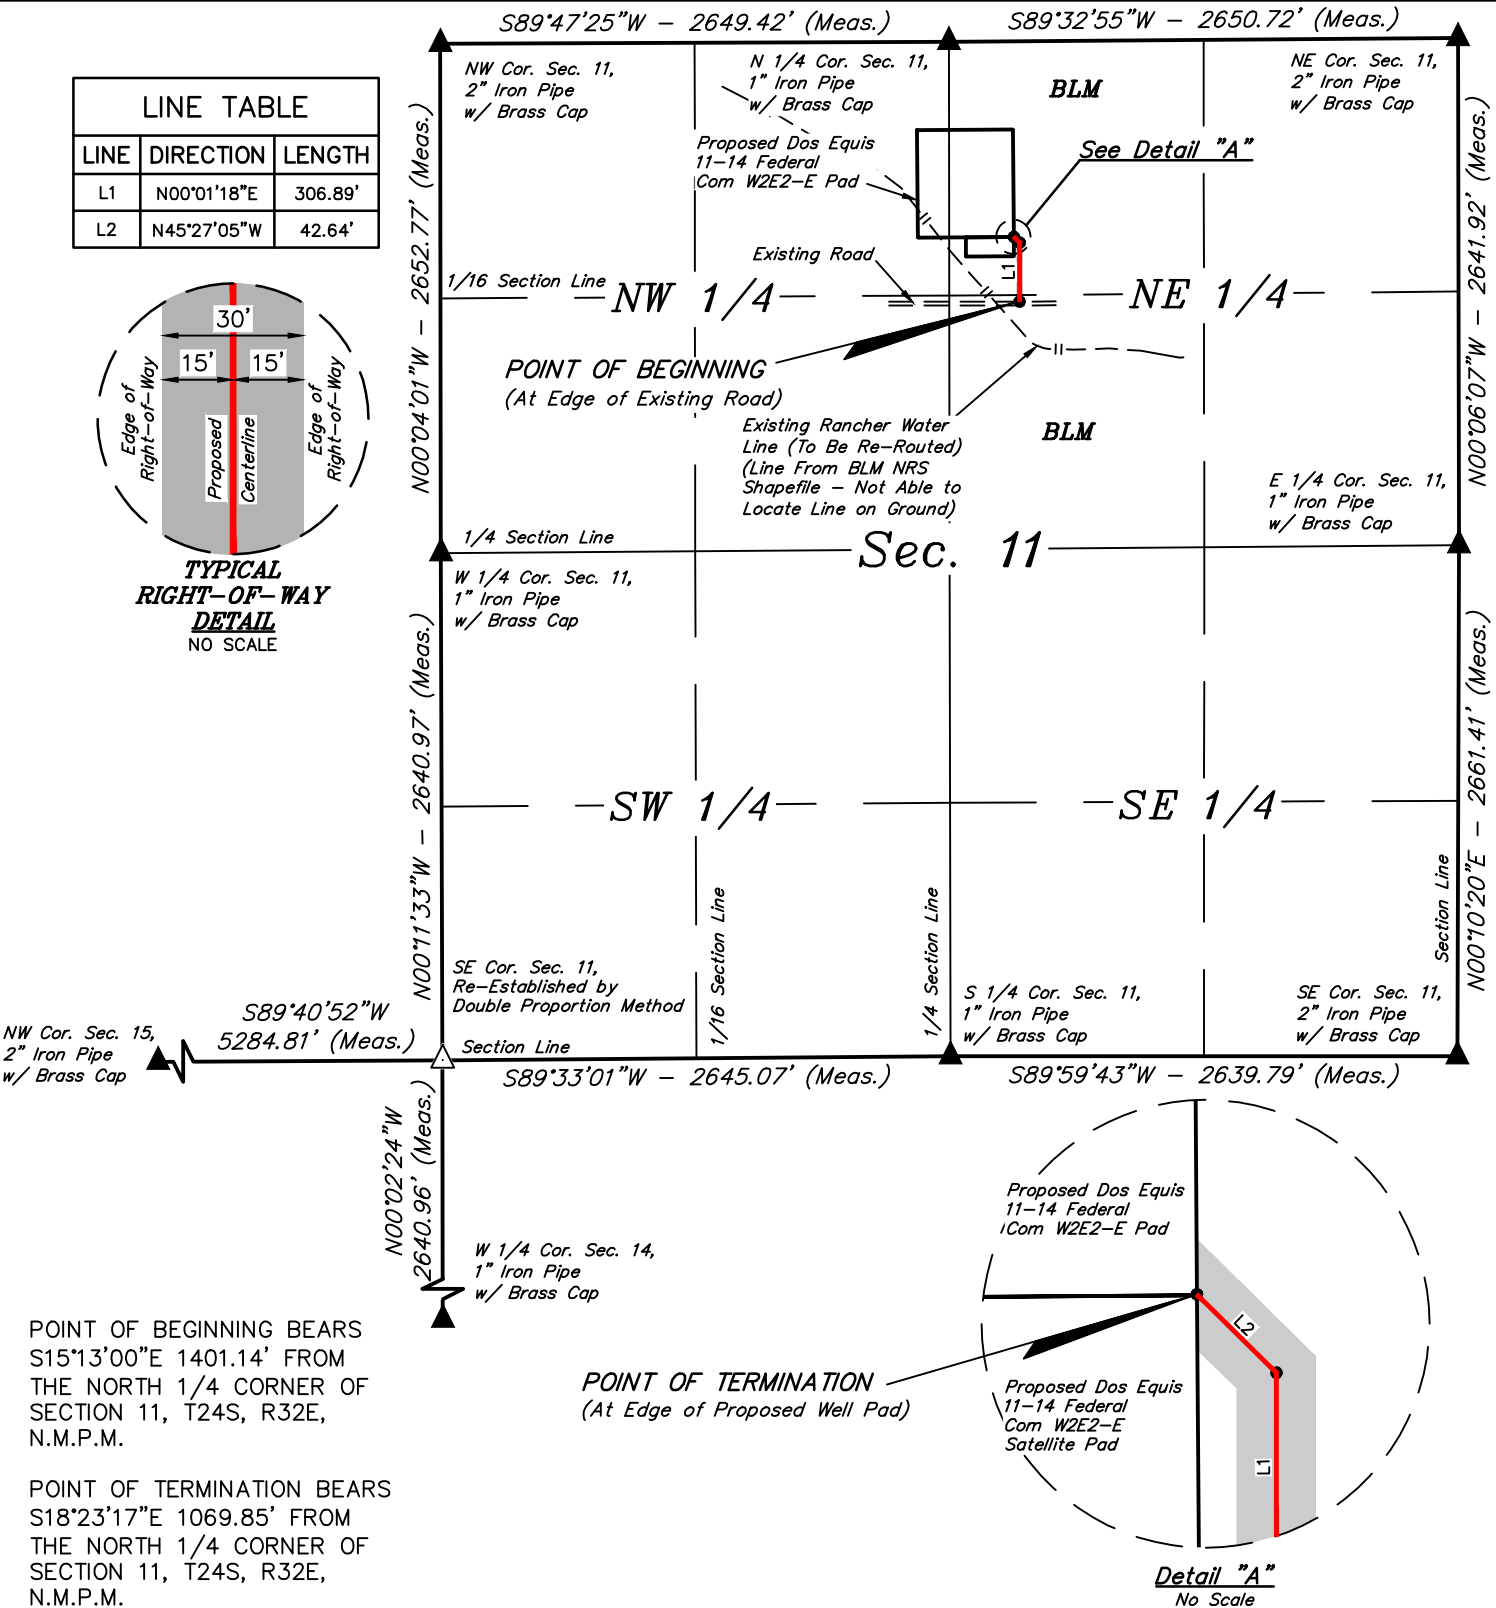 S89°47'25"W - 2649.42' (Meas.)
S89°32'55"W - 2650.72' (Meas.)
LINE TABLE
LINE DIRECTION LENGTH
L1 N00°01'18"E 306.89'
L2 N45°27'05"W 42.64'
NW Cor. Sec. 11,
2" Iron Pipe
w/ Brass Cap
N 1/4 Cor. Sec. 11,
1" Iron Pipe
w/ Brass Cap
BLM
NE Cor. Sec. 11,
2" Iron Pipe
w/ Brass Cap
Proposed Dos Equis
11-14 Federal
Com W2E2-E Pad
See Detail "A"
N00°04'01"W - 2652.77' (Meas.)
N00°06'07"W - 2641.92' (Meas.)
Existing Road
L1
1/16 Section Line
NW 1/4
NE 1/4
30'
15'
15'
Edge of
Right-of-Way
Proposed
Centerline
Edge of
Right-of-Way
TYPICAL
RIGHT-OF-WAY
DETAIL
NO SCALE
POINT OF BEGINNING
(At Edge of Existing Road)
Existing Rancher Water
Line (To Be Re-Routed)
(Line From BLM NRS
Shapefile - Not Able to
Locate Line on Ground)
BLM
E 1/4 Cor. Sec. 11,
1" Iron Pipe
w/ Brass Cap
1/4 Section Line
Sec. 11
W 1/4 Cor. Sec. 11,
1" Iron Pipe
w/ Brass Cap
N00°11'33"W - 2640.97' (Meas.)
N00°10'20"E - 2661.41' (Meas.)
SW 1/4
SE 1/4
1/16 Section Line
1/4 Section Line
Section Line
SE Cor. Sec. 11,
Re-Established by
Double Proportion Method
S 1/4 Cor. Sec. 11,
1" Iron Pipe
w/ Brass Cap
SE Cor. Sec. 11,
2" Iron Pipe
w/ Brass Cap
NW Cor. Sec. 15,
2" Iron Pipe
w/ Brass Cap
S89°40'52"W
5284.81' (Meas.)
Section Line
S89°33'01"W - 2645.07' (Meas.)
S89°59'43"W - 2639.79' (Meas.)
N00°02'24"W
2640.96' (Meas.)
W 1/4 Cor. Sec. 14,
1" Iron Pipe
w/ Brass Cap
Proposed Dos Equis
11-14 Federal
Com W2E2-E Pad
L2
L1
POINT OF TERMINATION
(At Edge of Proposed Well Pad)
Proposed Dos Equis
11-14 Federal
Com W2E2-E
Satellite Pad
Detail "A"
No Scale
POINT OF BEGINNING BEARS
S15°13'00"E 1401.14' FROM
THE NORTH 1/4 CORNER OF
SECTION 11, T24S, R32E,
N.M.P.M.
POINT OF TERMINATION BEARS
S18°23'17"E 1069.85' FROM
THE NORTH 1/4 CORNER OF
SECTION 11, T24S, R32E,
N.M.P.M.